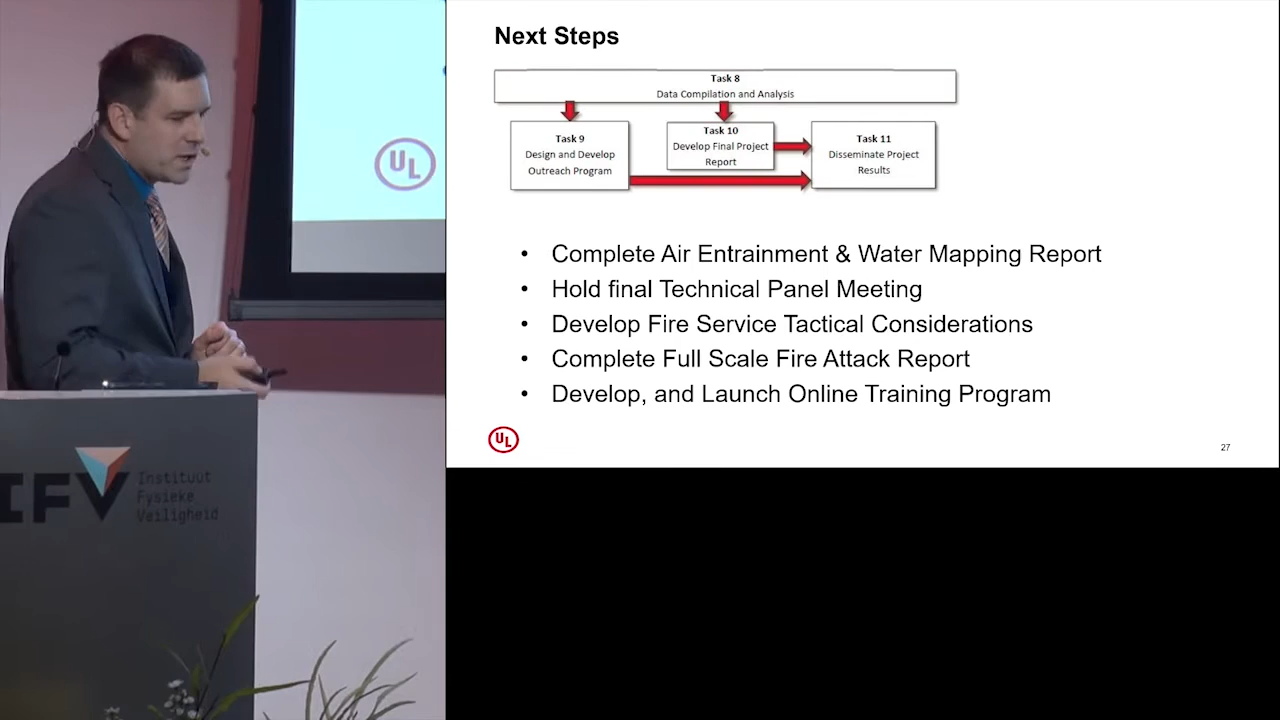 Next Steps
Task 8
Data Compilation and Analysis
Task 9
Design and Develop
Outreach Program
Task 10
Develop Final Project
Report
Task 11
Disseminate Project
Results
• Complete Air Entrainment & Water Mapping Report
• Hold final Technical Panel Meeting
• Develop Fire Service Tactical Considerations
• Complete Full Scale Fire Attack Report
• Develop, and Launch Online Training Program
UL
27
UL
IFV
Instituut
Fysieke
Veiligheid